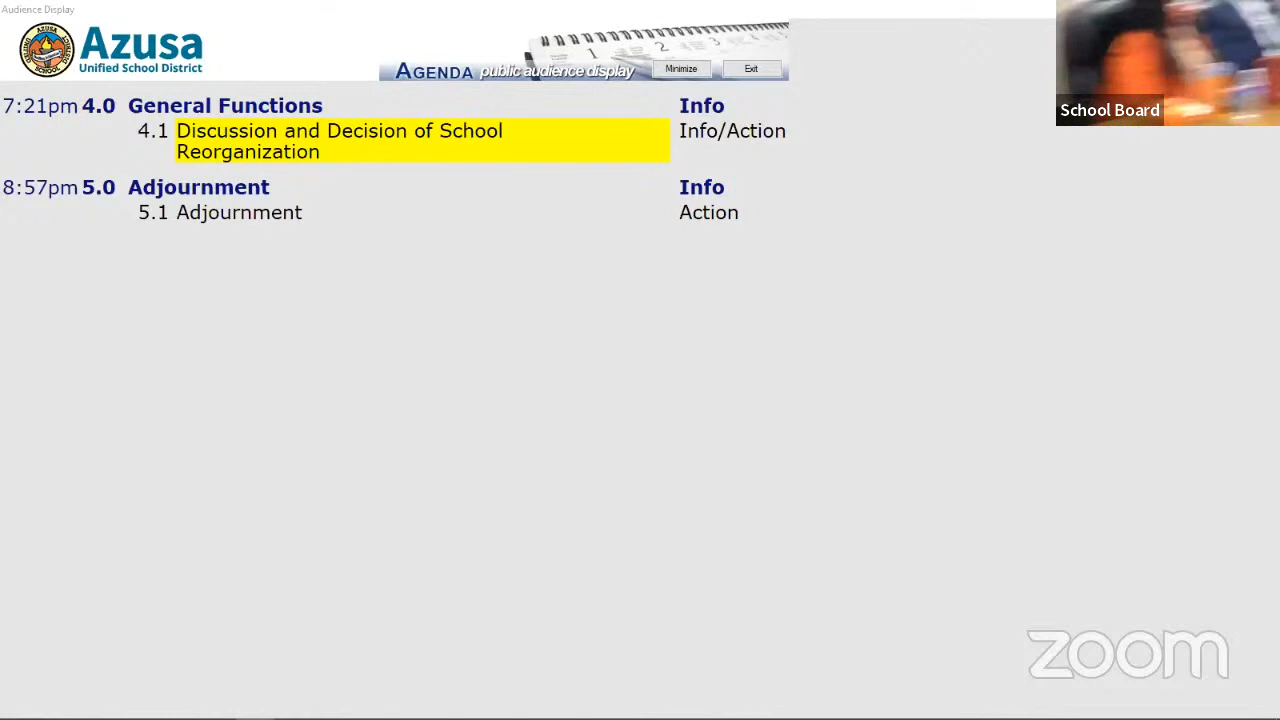 Audience Display
Azusa
Unified School District
AGENDA public audience display
Minimize
Exit
School Board
7:21pm 4.0 General Functions Info
4.1 Discussion and Decision of School Info/Action
Reorganization
8:57pm 5.0 Adjournment Info
5.1 Adjournment Action
zoom